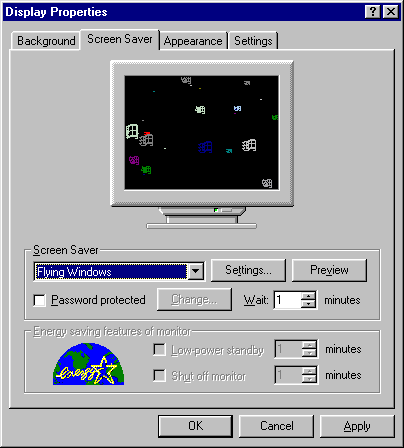 Display Properties
Background Screen Saver Appearance Settings
Screen Saver
Flying Windows Settings... Preview
Password protected Change... Wait: 1 minutes
Energy saving features of monitor
Low-power standby 1 minutes
energy
Shut off monitor 1 minutes
OK Cancel Apply